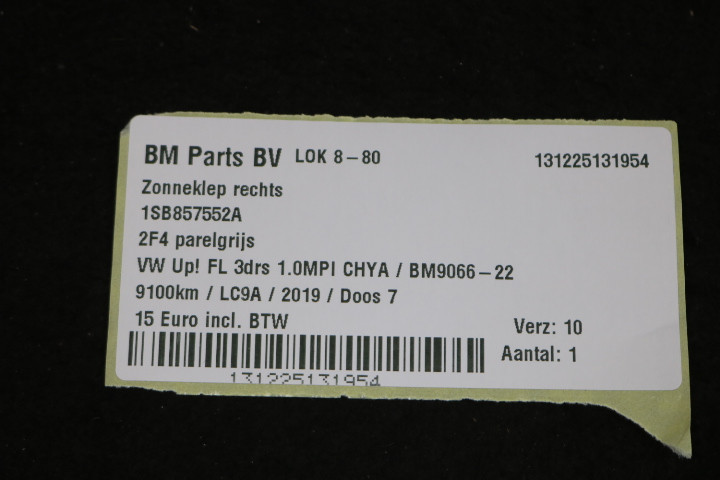 BM Parts BV LOK 8-80 131225131954
Zonneklep rechts
1SB857552A
2F4 parelgrijs
VW Up! FL 3drs 1.0MPI CHYA / BM9066-22
9100km / LC9A / 2019 / Doos 7
15 Euro incl. BTW Verz: 10
Aantal: 1
131225131954